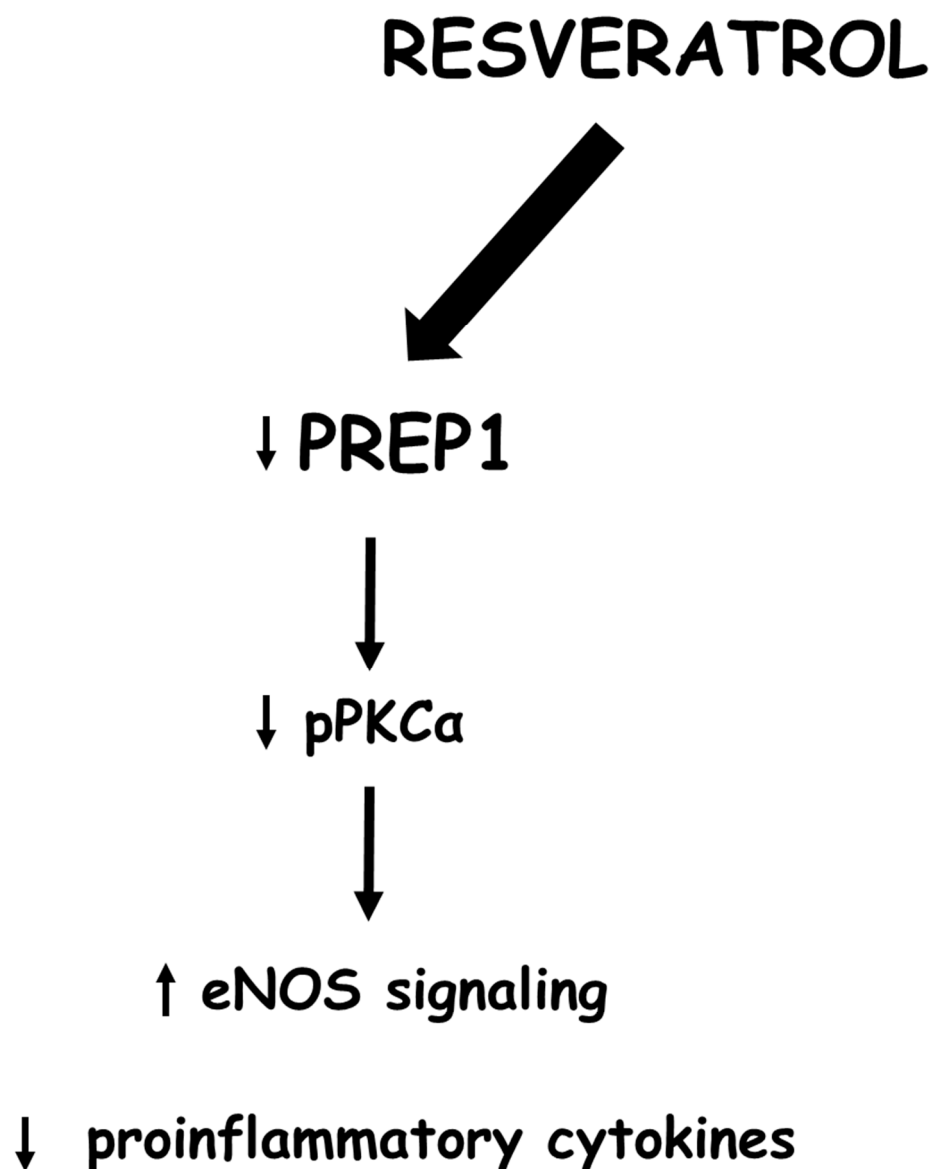 RESVERATROL
↓ PREP1
↓ pPKCα
↑ eNOS signaling
↓ proinflammatory cytokines